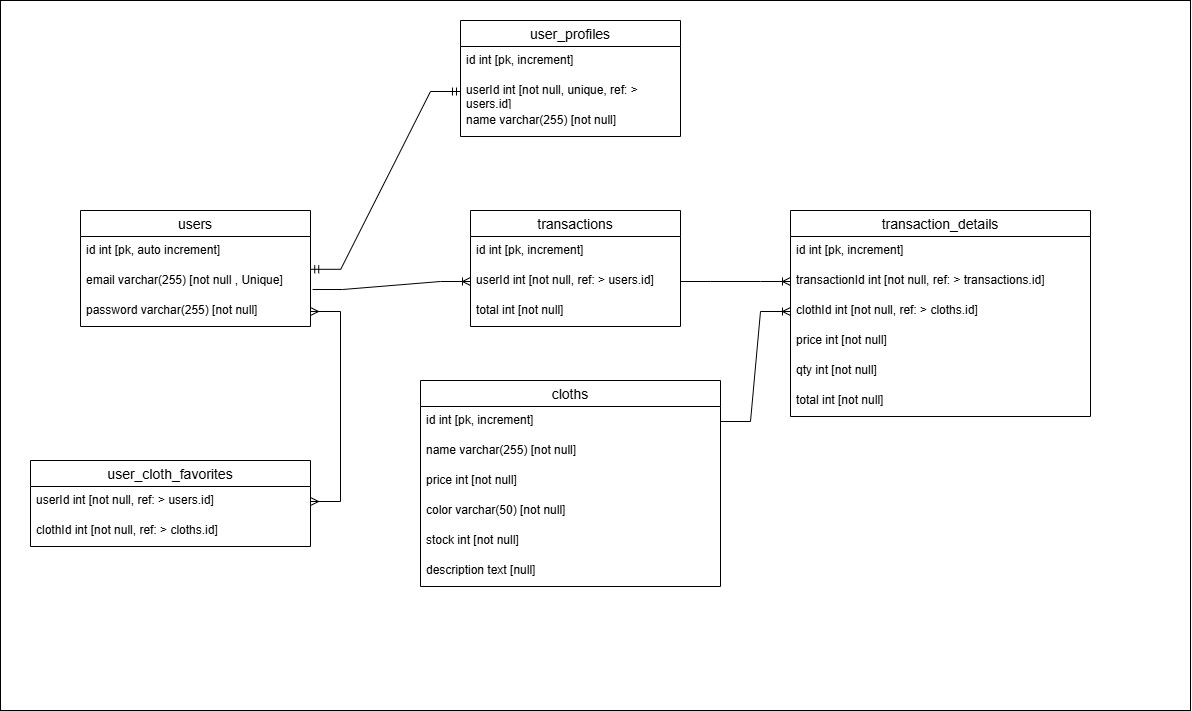 user_profiles
id int [pk, increment]
userId int [not null, unique, ref: >
users.id]
name varchar(255) [not null]
users
id int [pk, auto increment]
email varchar(255) [not null , Unique]
password varchar(255) [not null]
transactions
id int [pk, increment]
userId int [not null, ref: > users.id]
total int [not null]
transaction_details
id int [pk, increment]
transactionId int [not null, ref: > transactions.id]
clothId int [not null, ref: > cloths.id]
price int [not null]
qty int [not null]
total int [not null]
cloths
id int [pk, increment]
name varchar(255) [not null]
price int [not null]
color varchar(50) [not null]
stock int [not null]
description text [null]
user_cloth_favorites
userId int [not null, ref: > users.id]
clothId int [not null, ref: > cloths.id]